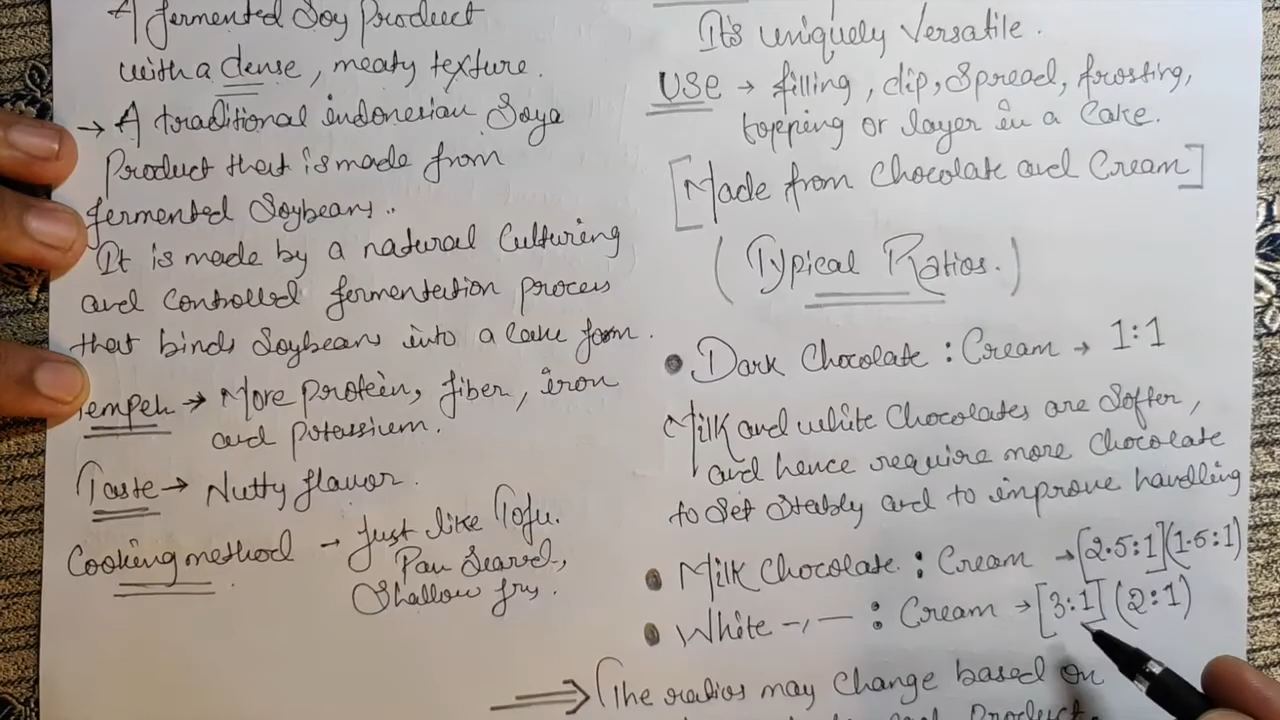 A fermented Soy Product
with a dense, meaty texture.
→ A traditional indonesian Soya
Product that is made from
fermented Soybeans..
It is made by a natural Culturing
and Controlled fermentation process
that binds Soybeans into a Cake form.
Tempeh → More protein, fiber, iron
and potassium.
Taste → Nutty flavor.
Cooking method → Just like Tofu.
Pan Seared,
Shallow fry.
It's uniquely Versatile.
USE → filling, dip, Spread, frosting,
topping or layer in a Cake.
[Made from Chocolate and Cream]
(Typical Ratios.)
• Dark Chocolate : Cream → 1:1
Milk and white Chocolates are Softer,
and hence require more Chocolate
to Set Stably and to improve handling
• Milk Chocolate : Cream → [2.5:1] (1.5:1)
• White -,- : Cream → [3:1] (2:1)
⇒ The ratios may Change based on
Product.